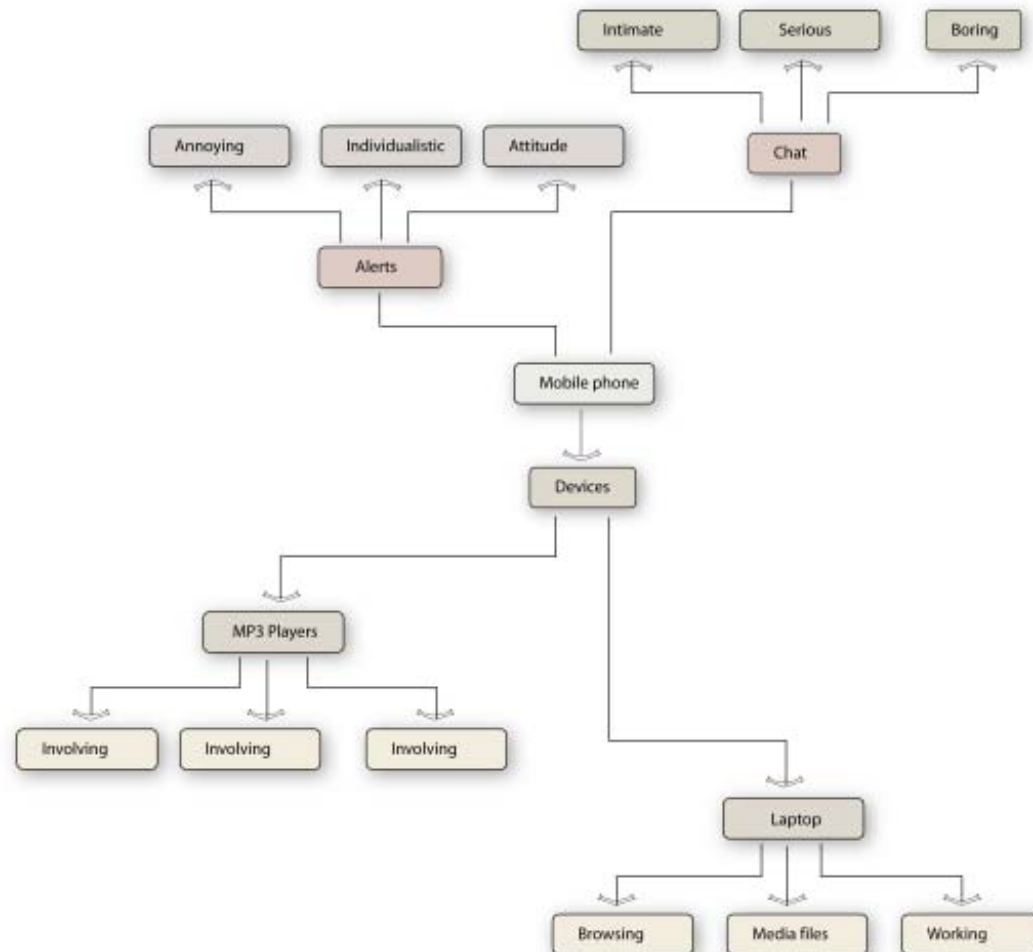 Intimate
Serious
Boring
Annoying
Individualistic
Attitude
Chat
Alerts
Mobile phone
Devices
MP3 Players
Involving
Involving
Involving
Laptop
Browsing
Media files
Working